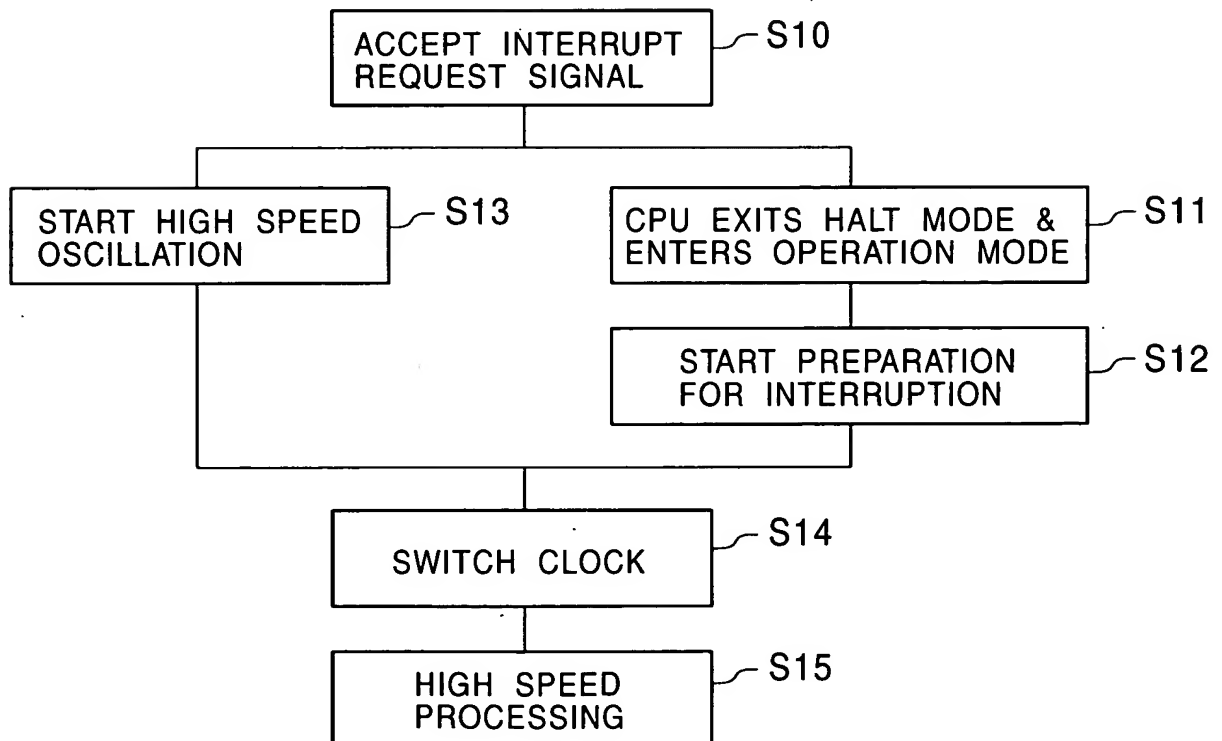 ACCEPT INTERRUPT
REQUEST SIGNAL
S10
START HIGH SPEED
OSCILLATION
S13
CPU EXITS HALT MODE &
ENTERS OPERATION MODE
S11
START PREPARATION
FOR INTERRUPTION
S12
SWITCH CLOCK
S14
HIGH SPEED
PROCESSING
S15